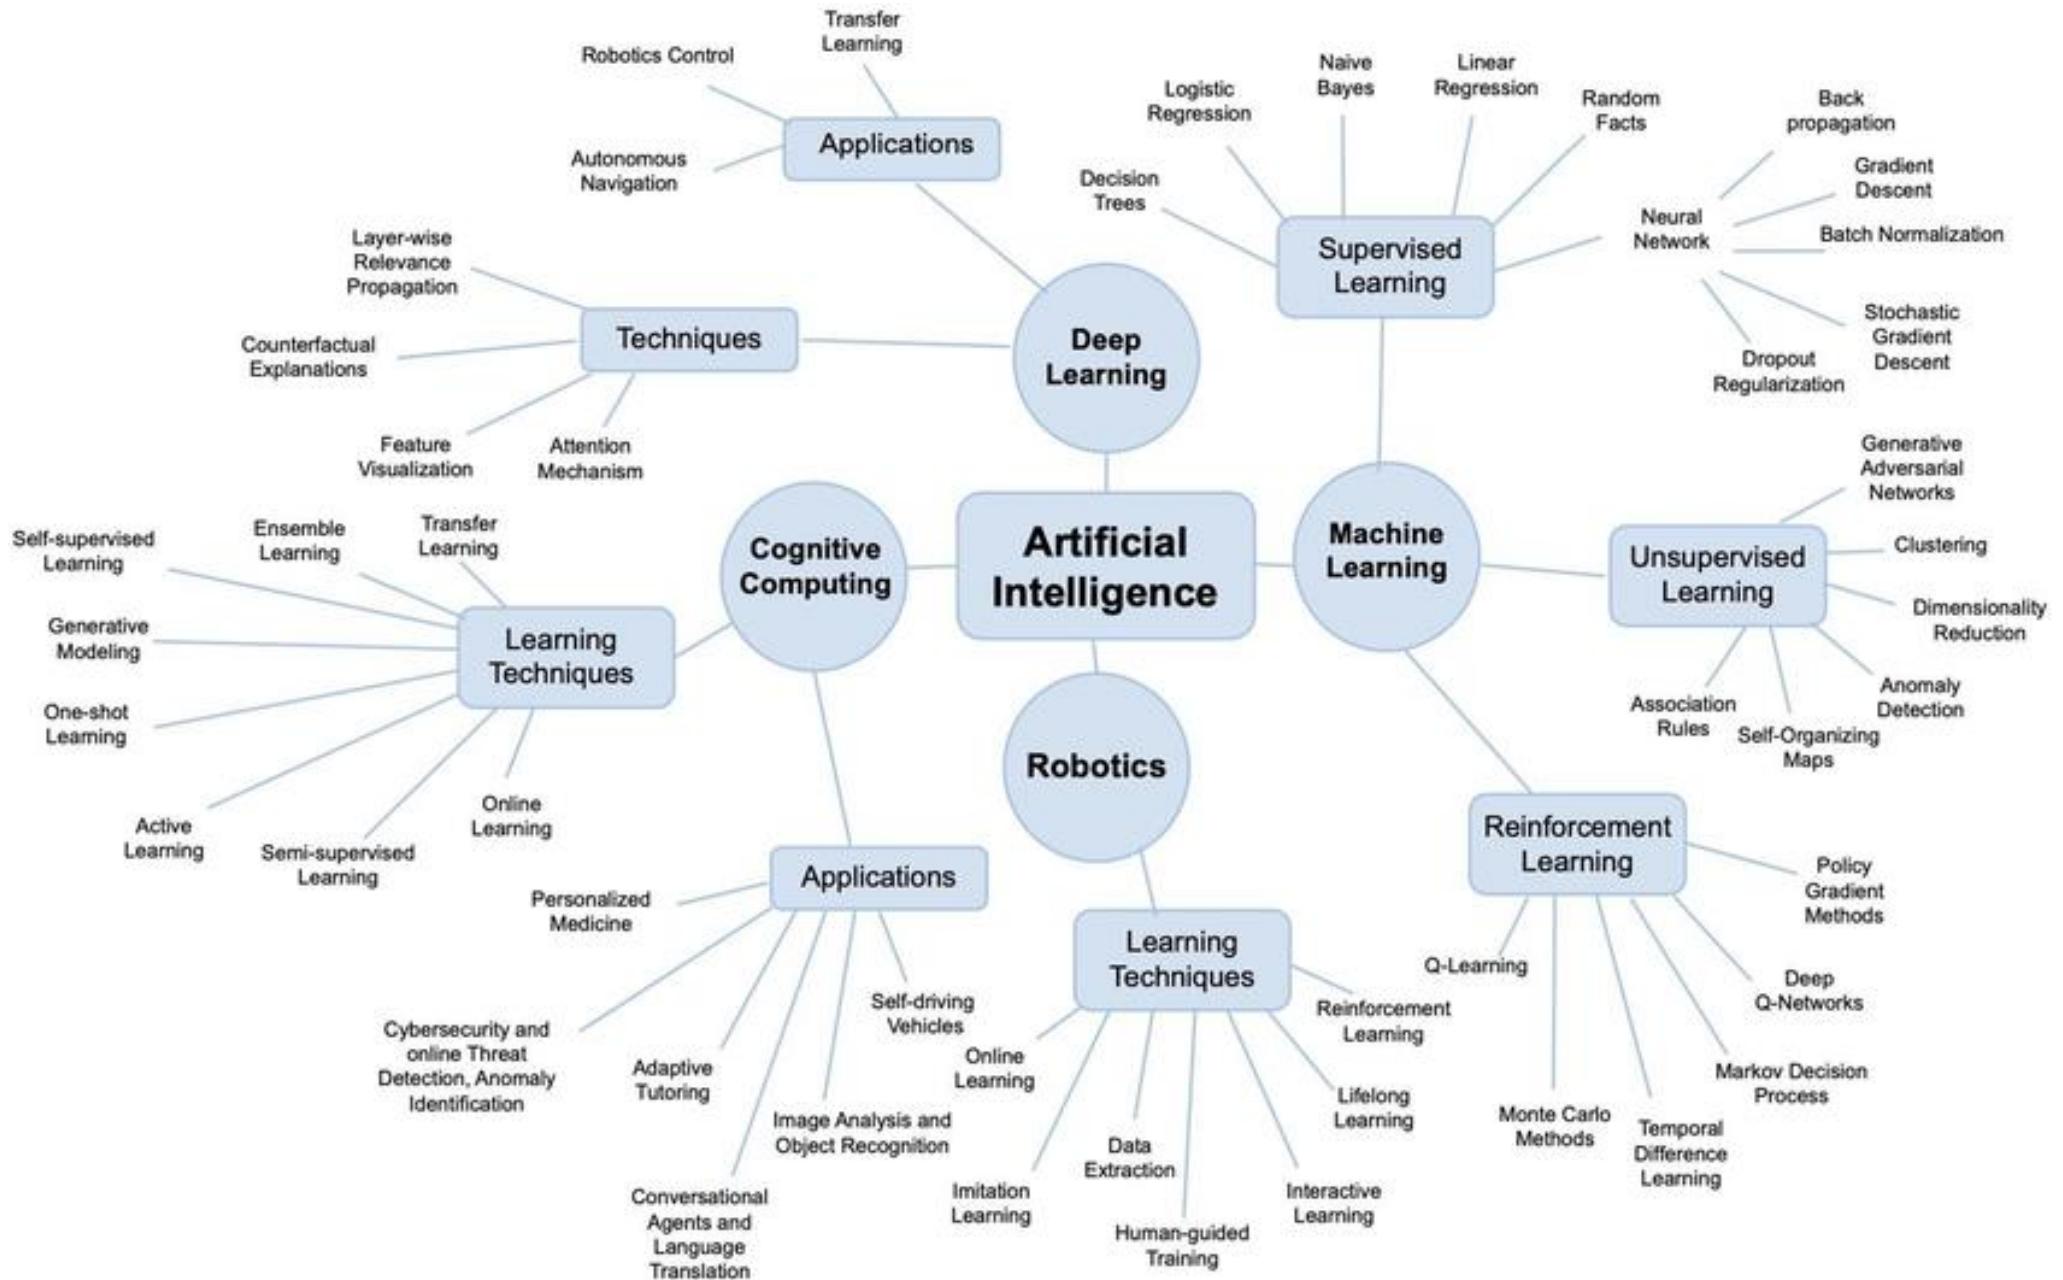 Transfer
Learning
Robotics Control
Applications
Autonomous
Navigation
Layer-wise
Relevance
Propagation
Techniques
Counterfactual
Explanations
Feature
Visualization
Attention
Mechanism
Deep
Learning
Logistic
Regression
Naive
Bayes
Linear
Regression
Random
Facts
Decision
Trees
Supervised
Learning
Neural
Network
Back
propagation
Gradient
Descent
Batch Normalization
Stochastic
Gradient
Descent
Dropout
Regularization
Artificial
Intelligence
Machine
Learning
Cognitive
Computing
Robotics
Generative
Adversarial
Networks
Unsupervised
Learning
Clustering
Dimensionality
Reduction
Anomaly
Detection
Self-Organizing
Maps
Association
Rules
Self-supervised
Learning
Ensemble
Learning
Transfer
Learning
Learning
Techniques
Generative
Modeling
One-shot
Learning
Active
Learning
Semi-supervised
Learning
Online
Learning
Applications
Personalized
Medicine
Cybersecurity and
online Threat
Detection, Anomaly
Identification
Adaptive
Tutoring
Conversational
Agents and
Language
Translation
Image Analysis and
Object Recognition
Self-driving
Vehicles
Learning
Techniques
Online
Learning
Imitation
Learning
Data
Extraction
Human-guided
Training
Interactive
Learning
Lifelong
Learning
Reinforcement
Learning
Reinforcement
Learning
Q-Learning
Monte Carlo
Methods
Temporal
Difference
Learning
Markov Decision
Process
Deep
Q-Networks
Policy
Gradient
Methods